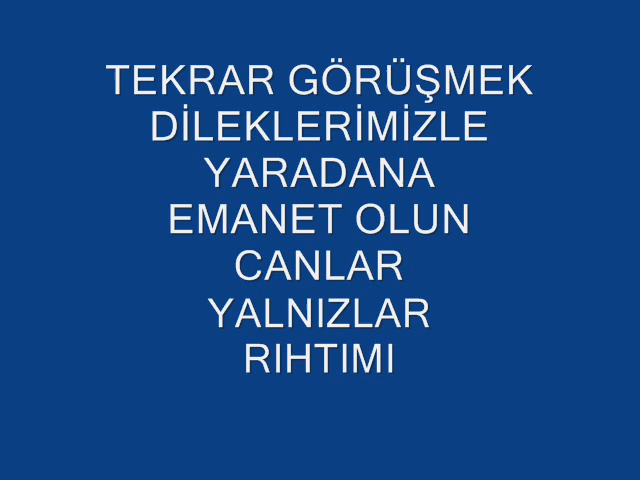 TEKRAR GÖRÜŞMEK
DİLEKLERİMİZLE
YARADANA
EMANET OLUN
CANLAR
YALNIZLAR
RIHTIMI